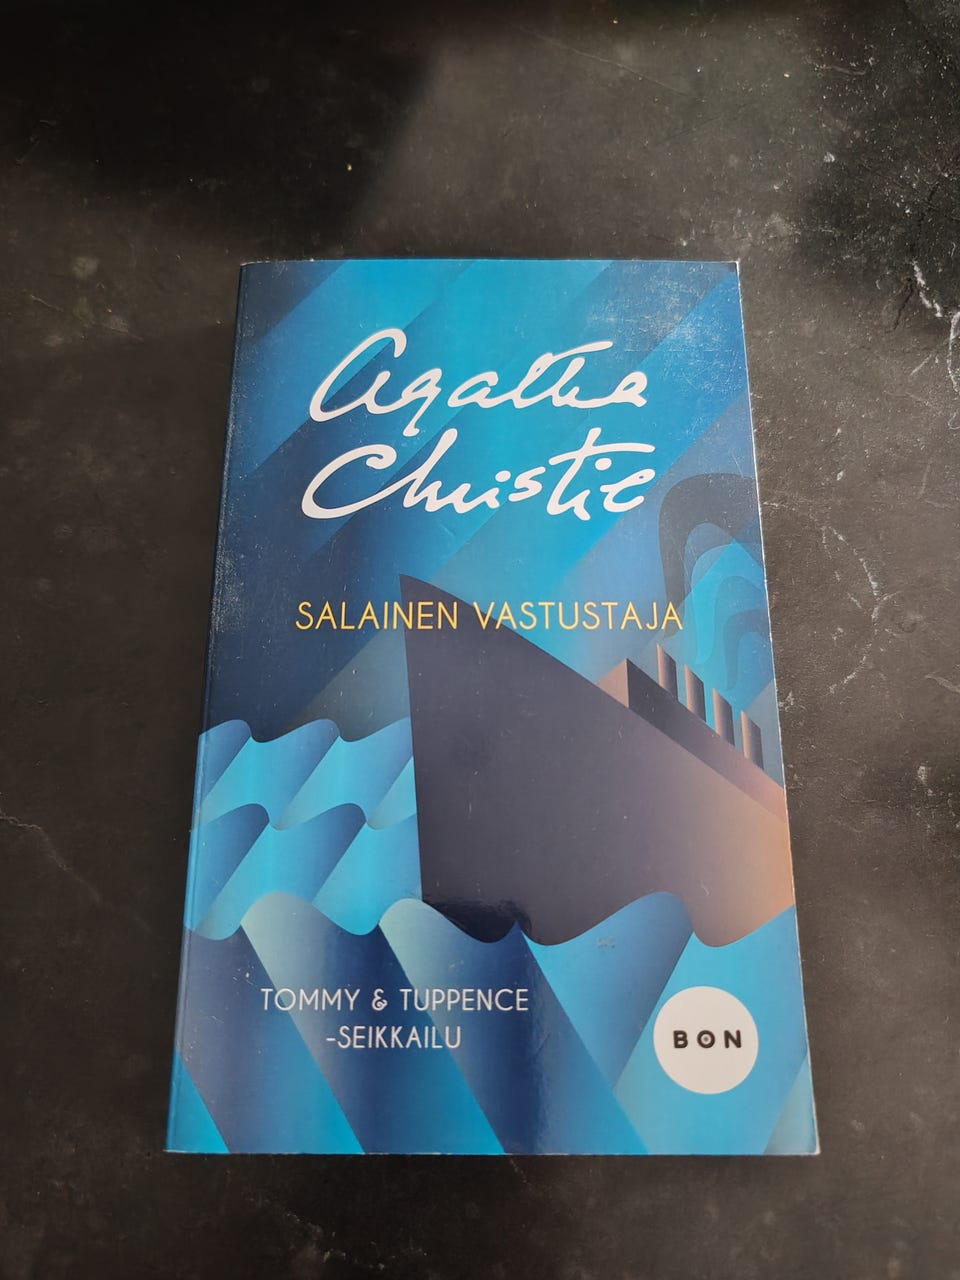 Agatha
Christie
SALAINEN VASTUSTAJA
TOMMY & TUPPENCE
-SEIKKAILU
BON